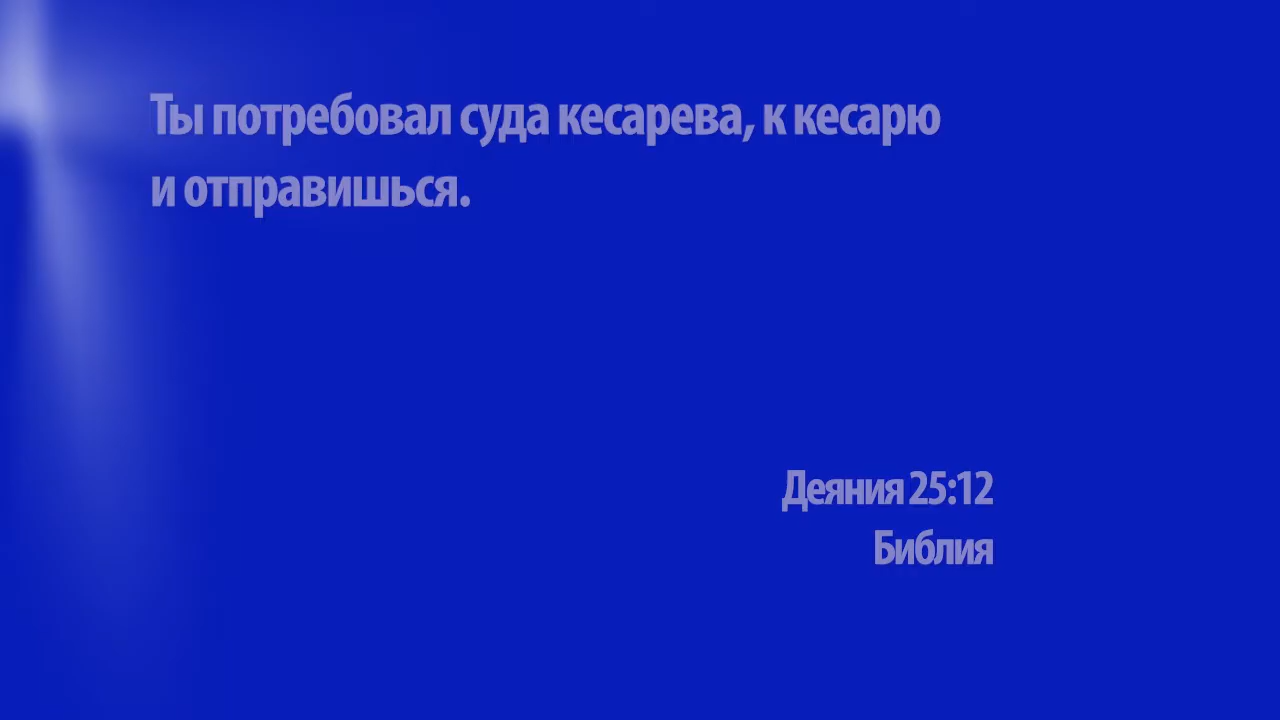 Ты потребовал суда кесарева, к кесарю
и отправишься.
Деяния 25:12
Библия